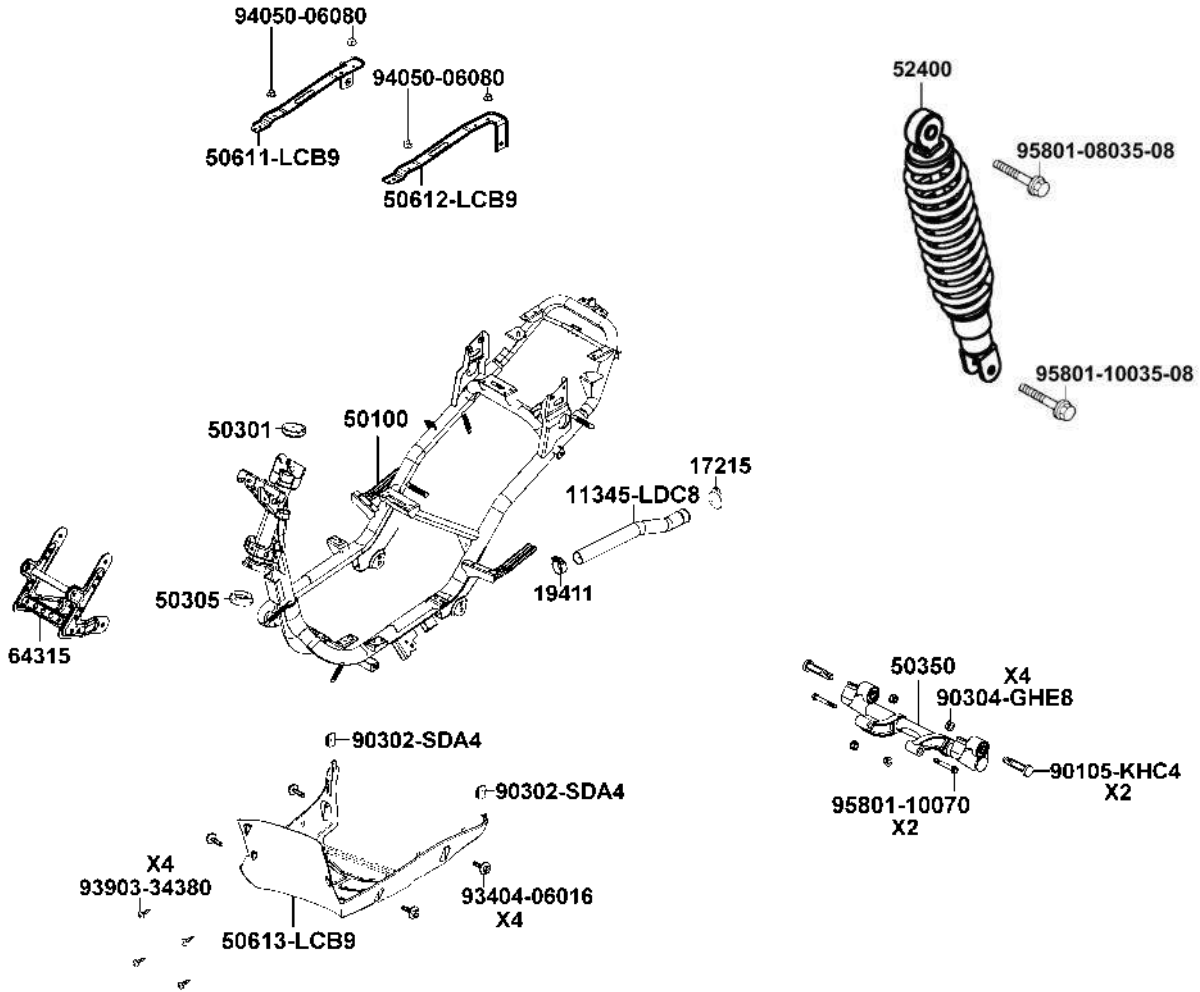 94050-06080
94050-06080
50611-LCB9
50612-LCB9
52400
95801-08035-08
95801-10035-08
50301
50100
17215
11345-LDC8
19411
50305
64315
50350
X4
90304-GHE8
90105-KHC4
X2
95801-10070
X2
90302-SDA4
90302-SDA4
X4
93903-34380
93404-06016
X4
50613-LCB9